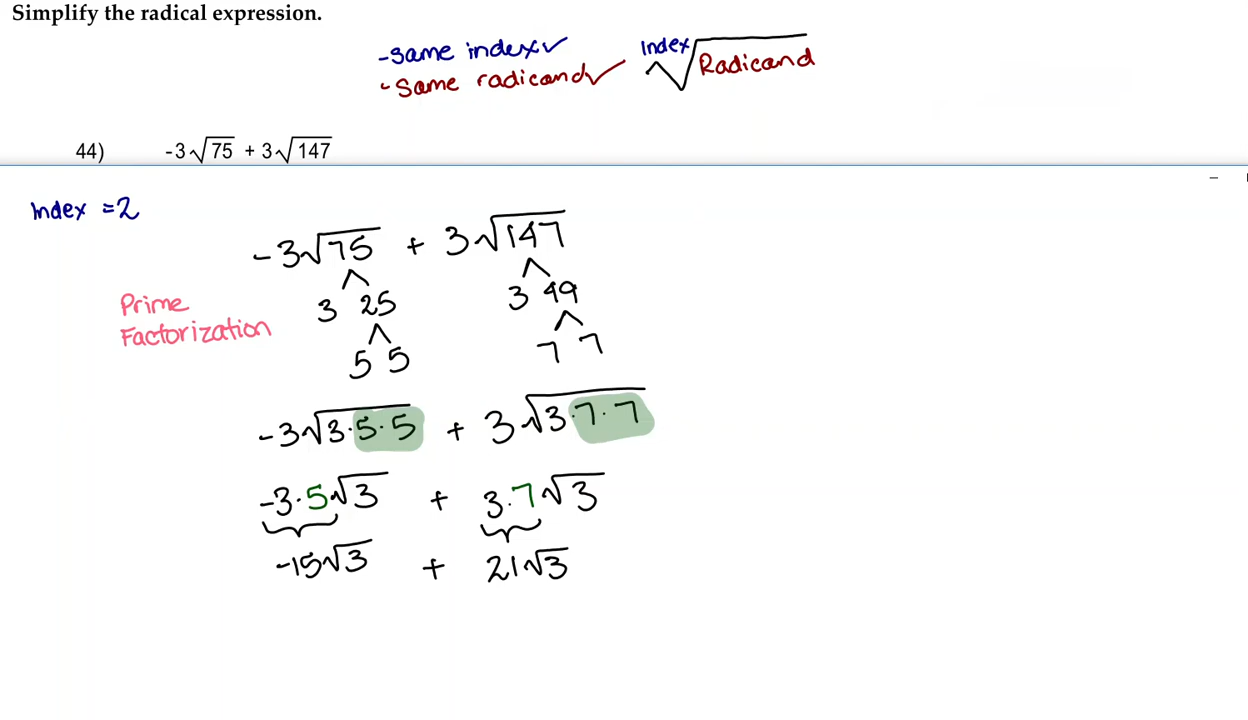 Simplify the radical expression.
-same index✓
-same radicand✓
Index√Radicand
44) -3√75 + 3√147
Index =2
-3√75 + 3√147
3 25 3 49
Prime
Factorization
5 5 7 7
-3√3·5·5 + 3√3·7·7
-3·5√3 + 3·7√3
-15√3 + 21√3